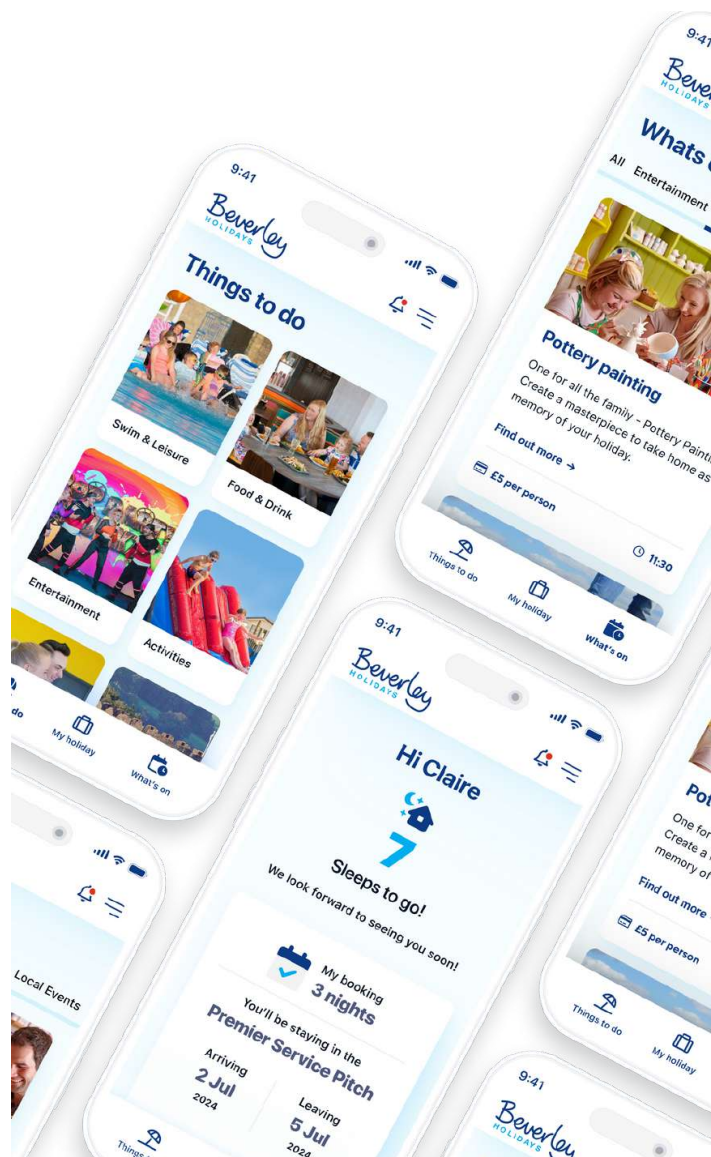 9:41
Beverley
HOLIDAYS
Things to do
Swim & Leisure
Food & Drink
Entertainment
Activities
do
My holiday
What's on
9:41
HOLIDAYS
Whats
All Entertainment
Pottery painting
One for all the family - Pottery
Create a masterpiece to take home as
memory of your holiday.
Find out more →
£5 per person
11:30
Things to do
My holiday
What's on
9:41
Beverley
HOLIDAYS
Hi Claire
7
Sleeps to go!
We look forward to seeing you soon!
My booking
3 nights
You'll be staying in the
Premier Service Pitch
Arriving
2 Jul
2024
Leaving
5 Jul
2024
Things
Local Events
One for
Create a
memory of
Find out more
£5 per person
Things to do
My holiday
9:41
Beverley
HOLIDAYS